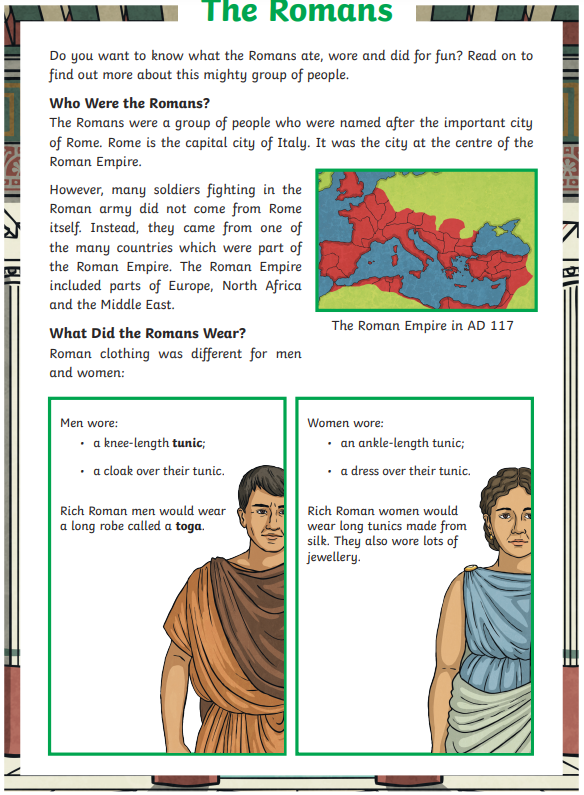 The Romans
Do you want to know what the Romans ate, wore and did for fun? Read on to
find out more about this mighty group of people.
Who Were the Romans?
The Romans were a group of people who were named after the important city
of Rome. Rome is the capital city of Italy. It was the city at the centre of the
Roman Empire.
However, many soldiers fighting in the
Roman army did not come from Rome
itself. Instead, they came from one of
the many countries which were part of
the Roman Empire. The Roman Empire
included parts of Europe, North Africa
and the Middle East.
The Roman Empire in AD 117
What Did the Romans Wear?
Roman clothing was different for men
and women:
Men wore:
• a knee-length tunic;
• a cloak over their tunic.
Rich Roman men would wear
a long robe called a toga.
Women wore:
• an ankle-length tunic;
• a dress over their tunic.
Rich Roman women would
wear long tunics made from
silk. They also wore lots of
jewellery.